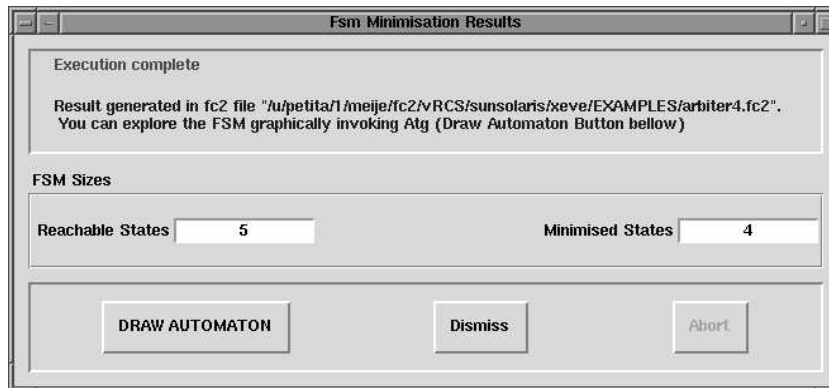 Fsm Minimisation Results
Execution complete
Result generated in fc2 file "/u/petita/1/meije/fc2/vRCS/sunsolaris/xeve/EXAMPLES/arbiter4.fc2".
You can explore the FSM graphically invoking Atg (Draw Automaton Button bellow)
FSM Sizes
Reachable States 5 Minimised States 4
DRAW AUTOMATON Dismiss Abort